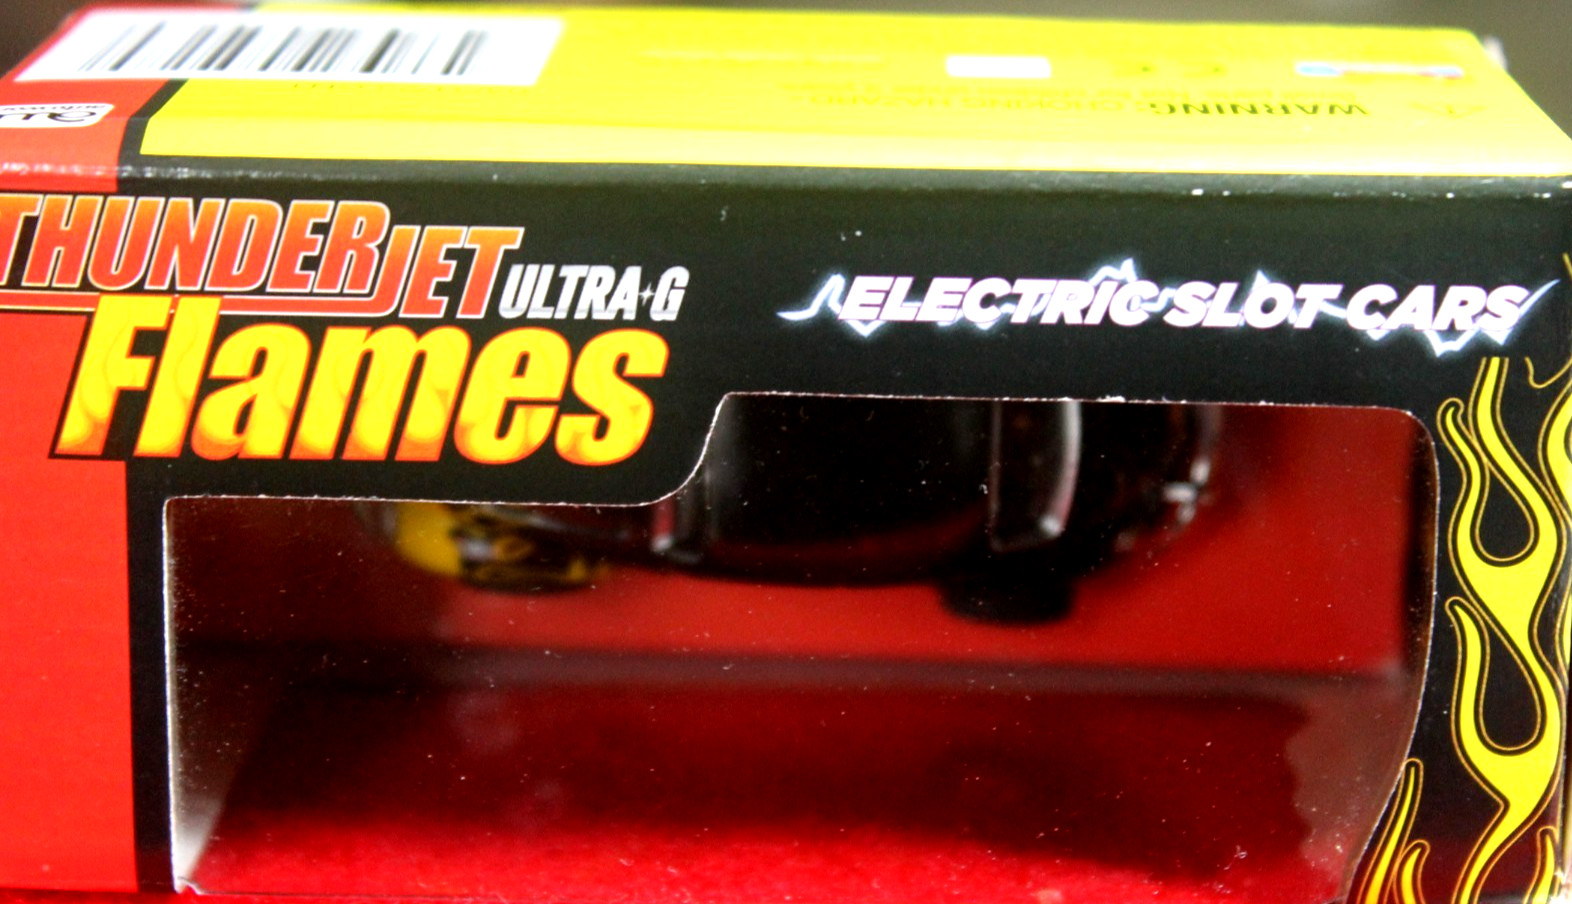 WARNING:
CHOKING HAZARD
THUNDERJET
ULTRA-G
ELECTRIC SLOT CARS
Flames